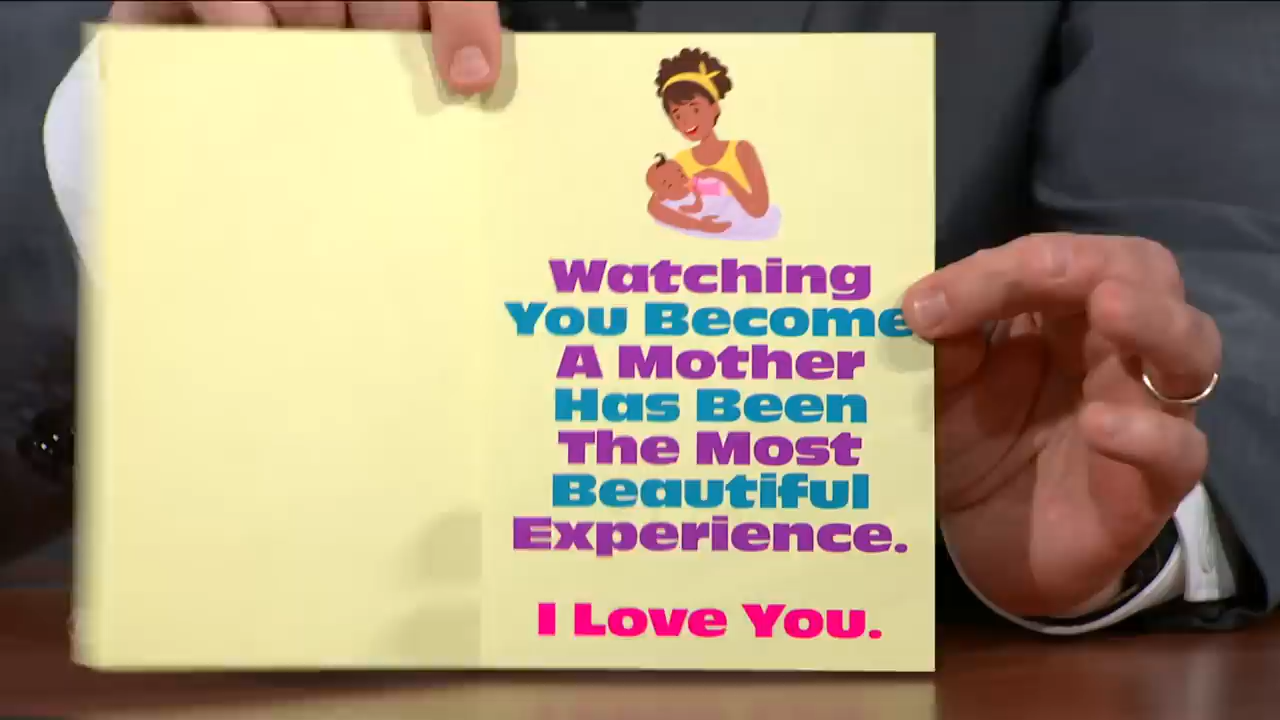 Watching
You Become
A Mother
Has Been
The Most
Beautiful
Experience.
I Love You.